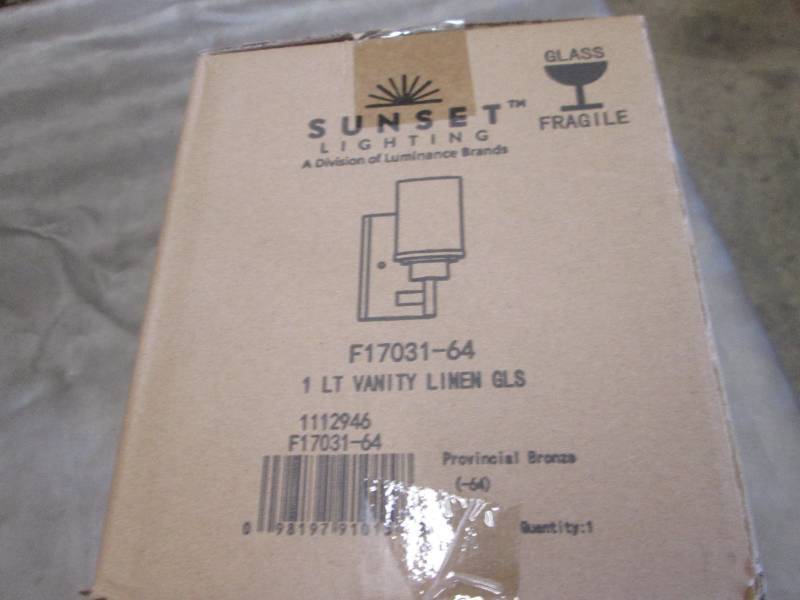 GLASS
FRAGILE
SUNSET™
LIGHTING
A Division of Luminance Brands
F17031-64
1 LT VANITY LINEN GLS
1112946
F17031-64
Provincial Bronze
(-64)
0 98197 9101
Quantity:1